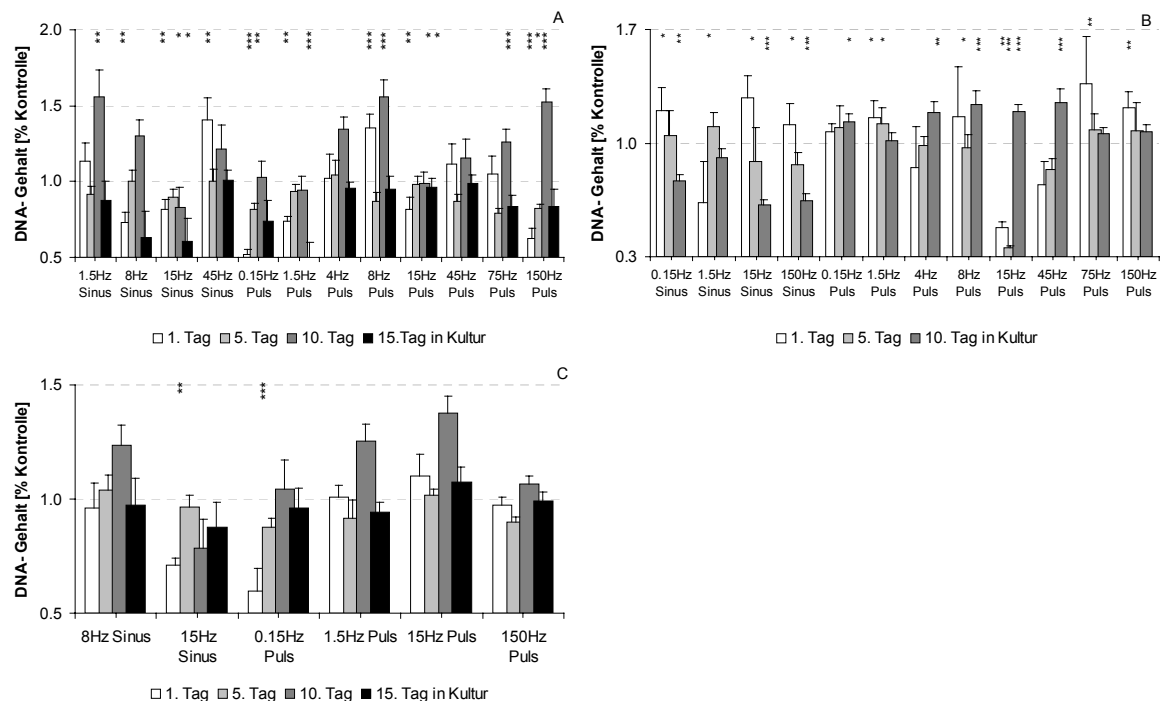 A
DNA- Gehalt [% Kontrolle]
2.0
1.5
1.0
0.5
** ** ** * * ** *** ** ** *** *** *** ** * * *** *** * ***
1.5Hz 8Hz 15Hz 45Hz 0.15Hz 1.5Hz 4Hz 8Hz 15Hz 45Hz 75Hz 150Hz
Sinus Sinus Sinus Sinus Puls Puls Puls Puls Puls Puls Puls Puls
1. Tag 5. Tag 10. Tag 15.Tag in Kultur
B
DNA- Gehalt [% Kontrolle]
1.7
1.0
0.3
* ** * * *** * *** * * * ** * *** ** *** *** *** ** **
0.15Hz 1.5Hz 15Hz 150Hz 0.15Hz 1.5Hz 4Hz 8Hz 15Hz 45Hz 75Hz 150Hz
Sinus Sinus Sinus Sinus Puls Puls Puls Puls Puls Puls Puls Puls
1. Tag 5. Tag 10. Tag in Kultur
C
DNA- Gehalt [% Kontrolle]
1.5
1.0
0.5
** ***
8Hz Sinus 15Hz 0.15Hz 1.5Hz Puls 15Hz Puls 150Hz
Sinus Puls Puls
1. Tag 5. Tag 10. Tag 15. Tag in Kultur